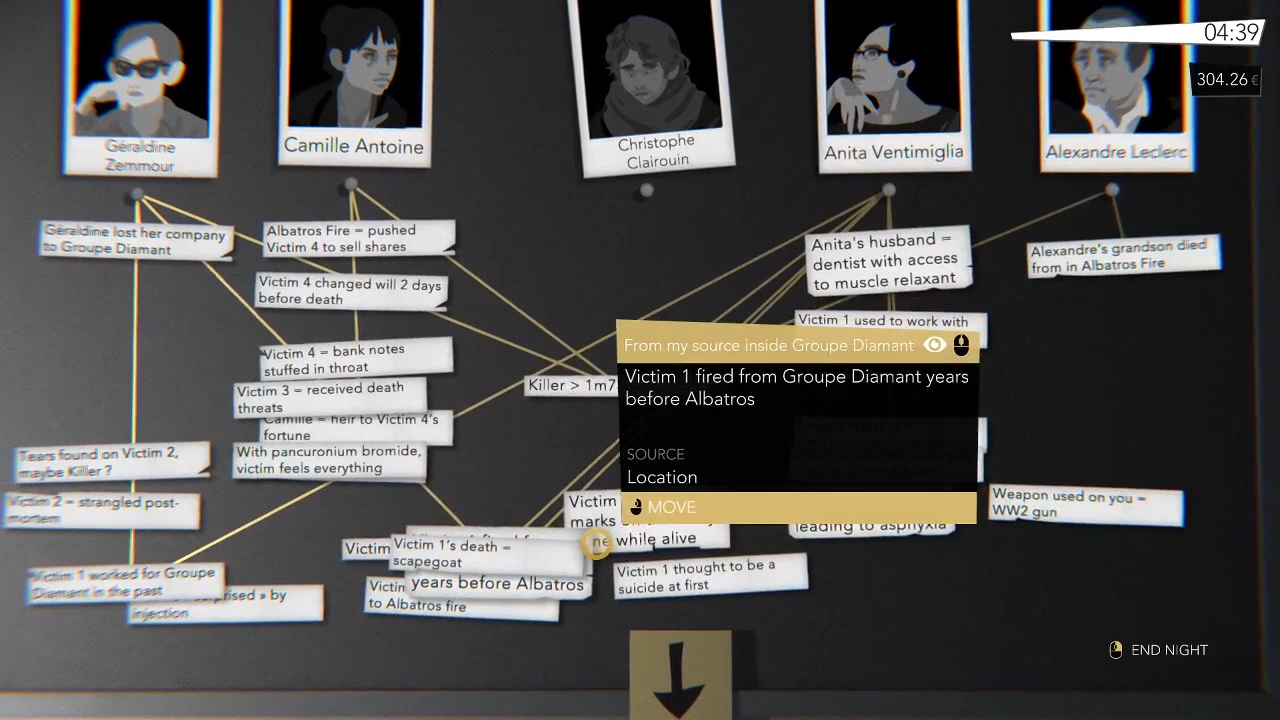 04:39
304.26 €
Géraldine
Zemmour
Camille Antoine
Christophe
Clairouin
Anita Ventimiglia
Alexandre Leclerc
Géraldine lost her company
to Groupe Diamant
Albatros Fire = pushed
Victim 4 to sell shares
Anita's husband =
dentist with access
to muscle relaxant
Alexandre's grandson died
from in Albatros Fire
Victim 4 changed will 2 days
before death
Victim 1 used to work with
Victim 4 = bank notes
stuffed in throat
From my source inside Groupe Diamant
Victim 1 fired from Groupe Diamant years
before Albatros
SOURCE
Location
MOVE
Killer > 1m7
Victim 3 = received death
threats
Camille = heir to Victim 4's
fortune
With pancuronium bromide,
victim feels everything
Tears found on Victim 2,
maybe Killer ?
Victim 2 = strangled post-
mortem
Weapon used on you =
WW2 gun
Victim
marks
ne while alive
leading to asphyxia
Victim
Victim 1's death =
scapegoat
years before Albatros
Victim 1 thought to be a
suicide at first
Victim 1 worked for Groupe
Diamant in the past
rprised » by
injection
Victim
to Albatros fire
END NIGHT